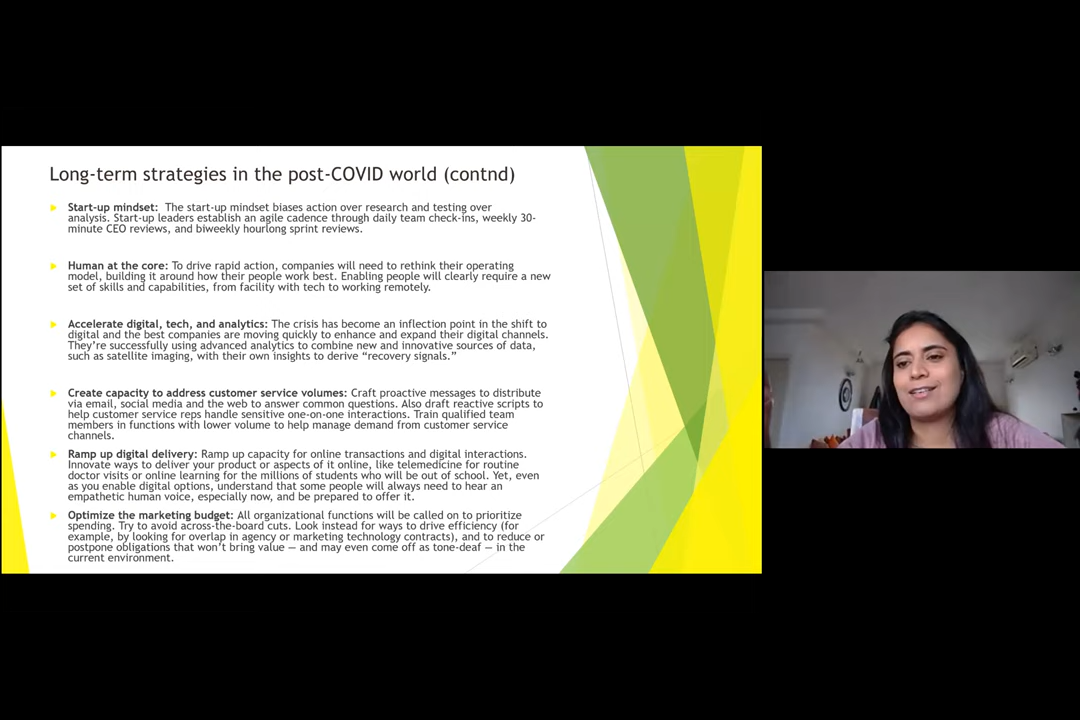 Long-term strategies in the post-COVID world (contnd)
Start-up mindset: The start-up mindset biases action over research and testing over
analysis. Start-up leaders establish an agile cadence through daily team check-ins, weekly 30-
minute CEO reviews, and biweekly hourlong sprint reviews.
Human at the core: To drive rapid action, companies will need to rethink their operating
model, building it around how their people work best. Enabling people will clearly require a new
set of skills and capabilities, from facility with tech to working remotely.
Accelerate digital, tech, and analytics: The crisis has become an inflection point in the shift to
digital and the best companies are moving quickly to enhance and expand their digital channels.
They're successfully using advanced analytics to combine new and innovative sources of data,
such as satellite imaging, with their own insights to derive “recovery signals.”
Create capacity to address customer service volumes: Craft proactive messages to distribute
via email, social media and the web to answer common questions. Also draft reactive scripts to
help customer service reps handle sensitive one-on-one interactions. Train qualified team
members in functions with lower volume to help manage demand from customer service
channels.
Ramp up digital delivery: Ramp up capacity for online transactions and digital interactions.
Innovate ways to deliver your product or aspects of it online, like telemedicine for routine
doctor visits or online learning for the millions of students who will be out of school. Yet, even
as you enable digital options, understand that some people will always need to hear an
empathetic human voice, especially now, and be prepared to offer it.
Optimize the marketing budget: All organizational functions will be called on to prioritize
spending. Try to avoid across-the-board cuts. Look instead for ways to drive efficiency (for
example, by looking for overlap in agency or marketing technology contracts), and to reduce or
postpone obligations that won't bring value — and may even come off as tone-deaf — in the
current environment.